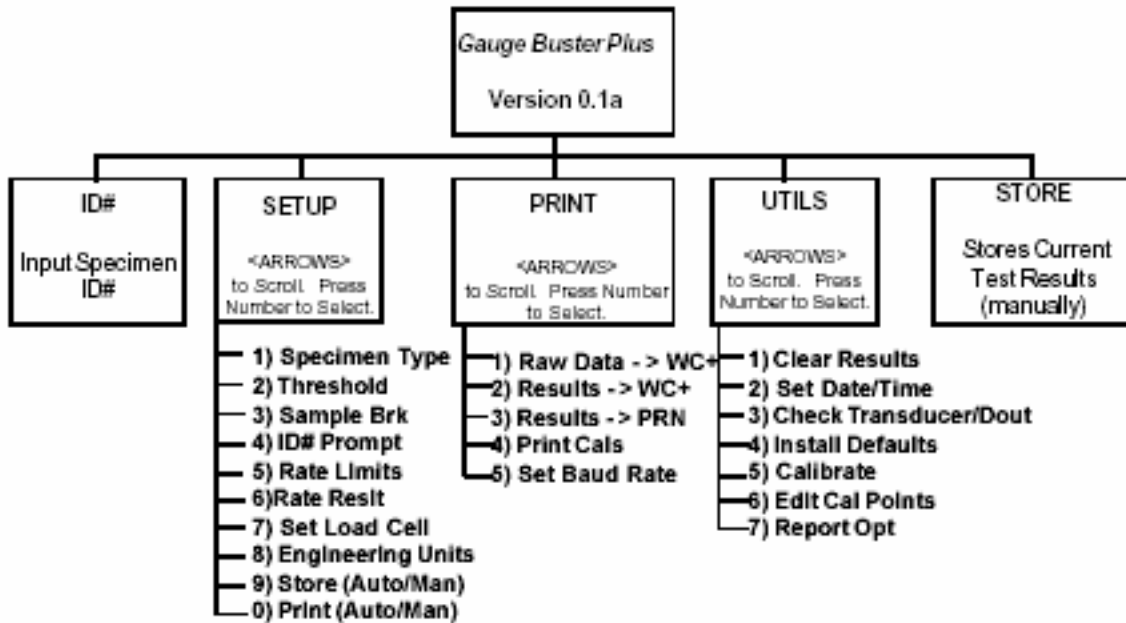 Gauge Buster Plus
Version 0.1a
ID#
Input Specimen
ID#
SETUP
<ARROWS>
to Scroll. Press
Number to Select.
1) Specimen Type
2) Threshold
3) Sample Brk
4) ID# Prompt
5) Rate Limits
6)Rate Reslt
7) Set Load Cell
8) Engineering Units
9) Store (Auto/Man)
0) Print (Auto/Man)
PRINT
<ARROWS>
to Scroll. Press Number
to Select.
1) Raw Data - > WC+
2) Results - > WC+
3) Results -> PRN
4) Print Cals
5) Set Baud Rate
UTILS
<ARROWS>
to Scroll. Press
Number to Select.
1) Clear Results
2) Set Date/Time
3) Check Transducer/Dout
4) Install Defaults
5) Calibrate
6) Edit Cal Points
7) Report Opt
STORE
Stores Current
Test Results
(manually)